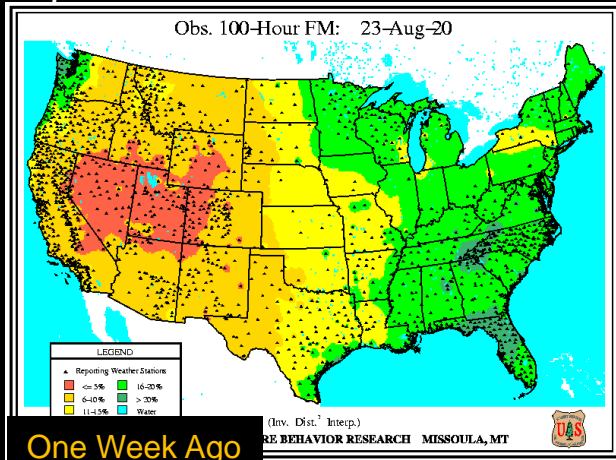 Obs. 100-Hour FM: 23-Aug-20
LEGEND
Reporting Weather Stations
<= 5% 16-20%
6-10% > 20%
11-15% Water
(Inv. Dist.² Interp.)
RE BEHAVIOR RESEARCH MISSOULA, MT
U S
One Week Ago